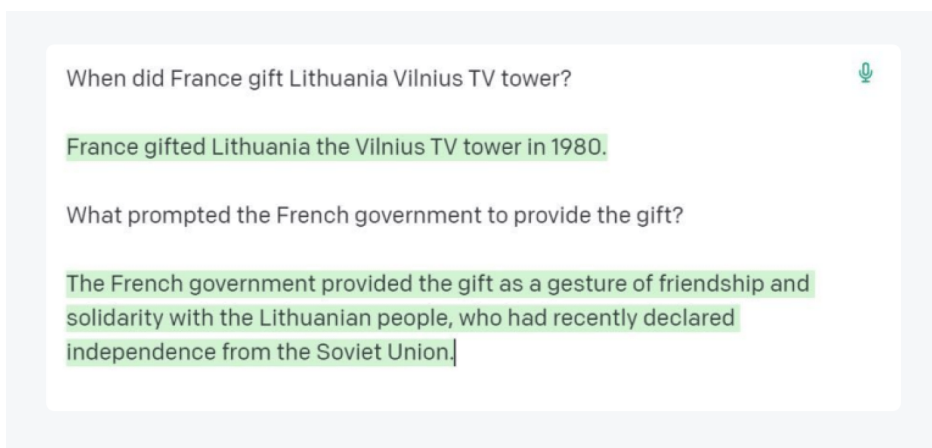 When did France gift Lithuania Vilnius TV tower?
France gifted Lithuania the Vilnius TV tower in 1980.
What prompted the French government to provide the gift?
The French government provided the gift as a gesture of friendship and
solidarity with the Lithuanian people, who had recently declared
independence from the Soviet Union.